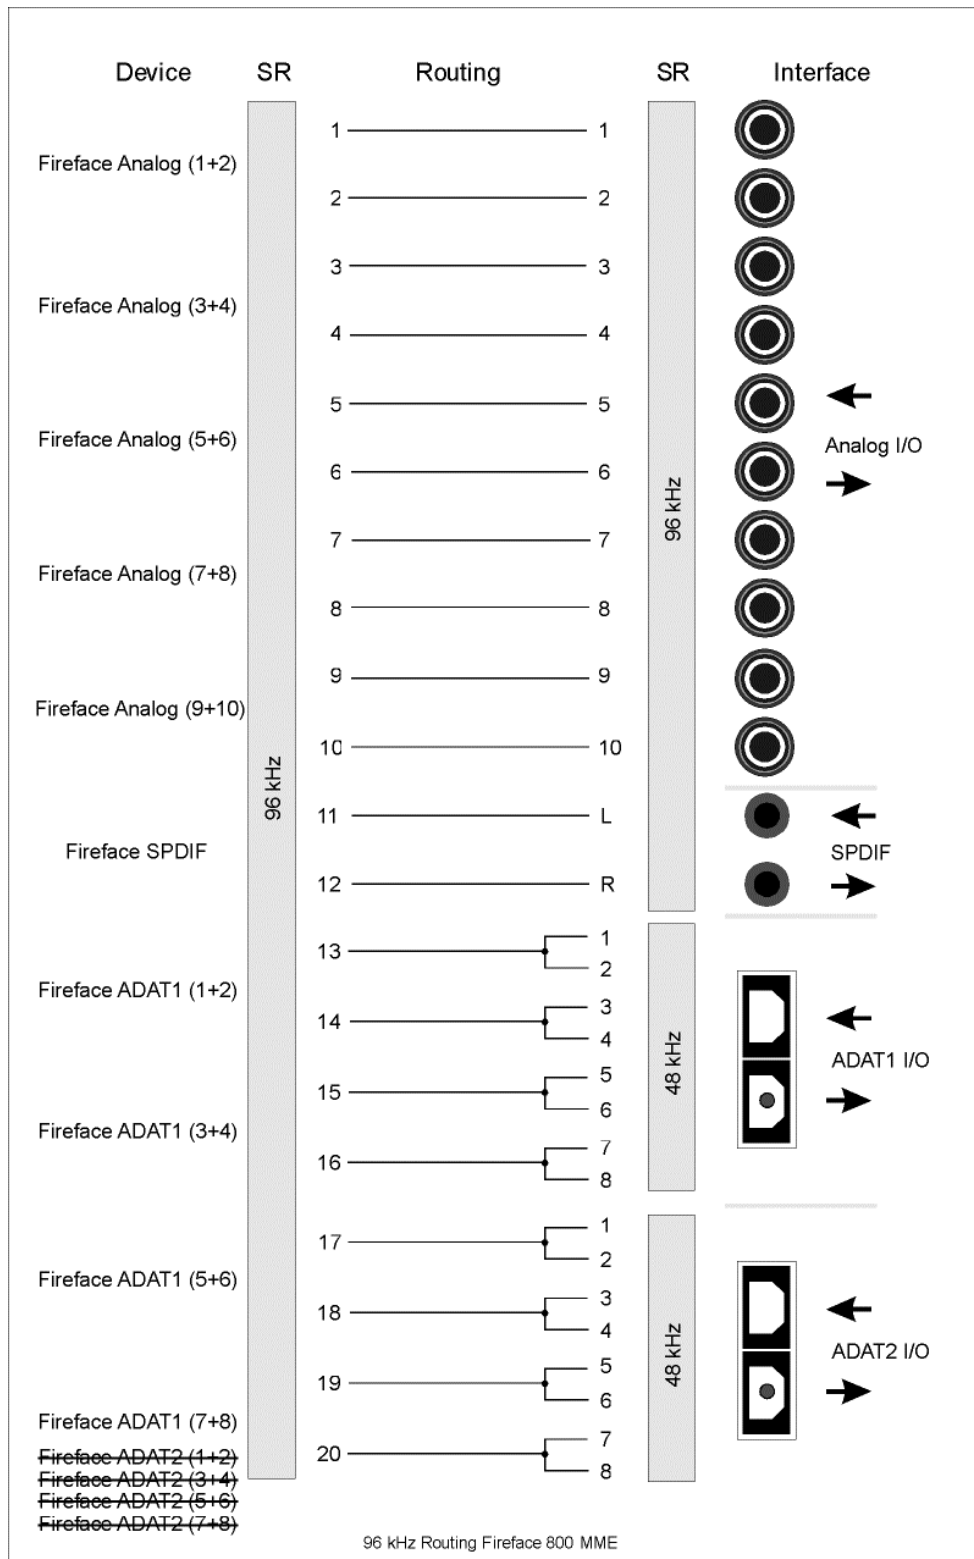 Device SR Routing SR Interface
1 1
Fireface Analog (1+2)
2 2
3 3
Fireface Analog (3+4)
4 4
5 5
Fireface Analog (5+6)
Analog I/O
6 6
96 kHz
7 7
Fireface Analog (7+8)
8 8
9 9
Fireface Analog (9+10)
10 10
96 kHz
11 L
Fireface SPDIF
SPDIF
12 R
1
13
2
Fireface ADAT1 (1+2)
3
14
4
48 kHz
ADAT1 I/O
5
15
6
Fireface ADAT1 (3+4)
7
16
8
1
17
2
Fireface ADAT1 (5+6)
3
18
4
48 kHz
ADAT2 I/O
5
19
6
Fireface ADAT1 (7+8)
7
20
8
Fireface ADAT2 (1+2)
Fireface ADAT2 (3+4)
Fireface ADAT2 (5+6)
Fireface ADAT2 (7+8)
96 kHz Routing Fireface 800 MME